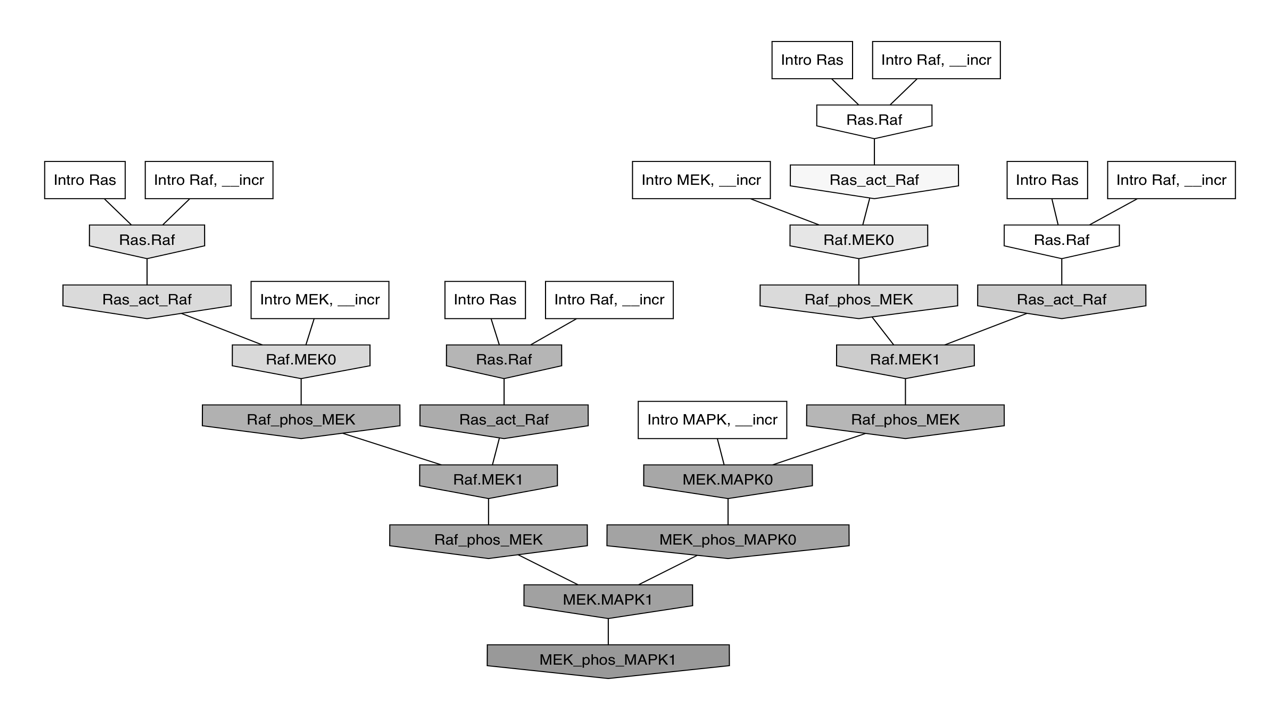 Intro Ras
Intro Raf, __incr
Ras.Raf
Intro Ras
Intro Raf, __incr
Intro MEK, __incr
Ras_act_Raf
Intro Ras
Intro Raf, __incr
Ras.Raf
Raf.MEK0
Ras.Raf
Ras_act_Raf
Intro MEK, __incr
Intro Ras
Intro Raf, __incr
Raf_phos_MEK
Ras_act_Raf
Raf.MEK0
Ras.Raf
Raf.MEK1
Raf_phos_MEK
Ras_act_Raf
Intro MAPK, __incr
Raf_phos_MEK
Raf.MEK1
MEK.MAPK0
Raf_phos_MEK
MEK_phos_MAPK0
MEK.MAPK1
MEK_phos_MAPK1